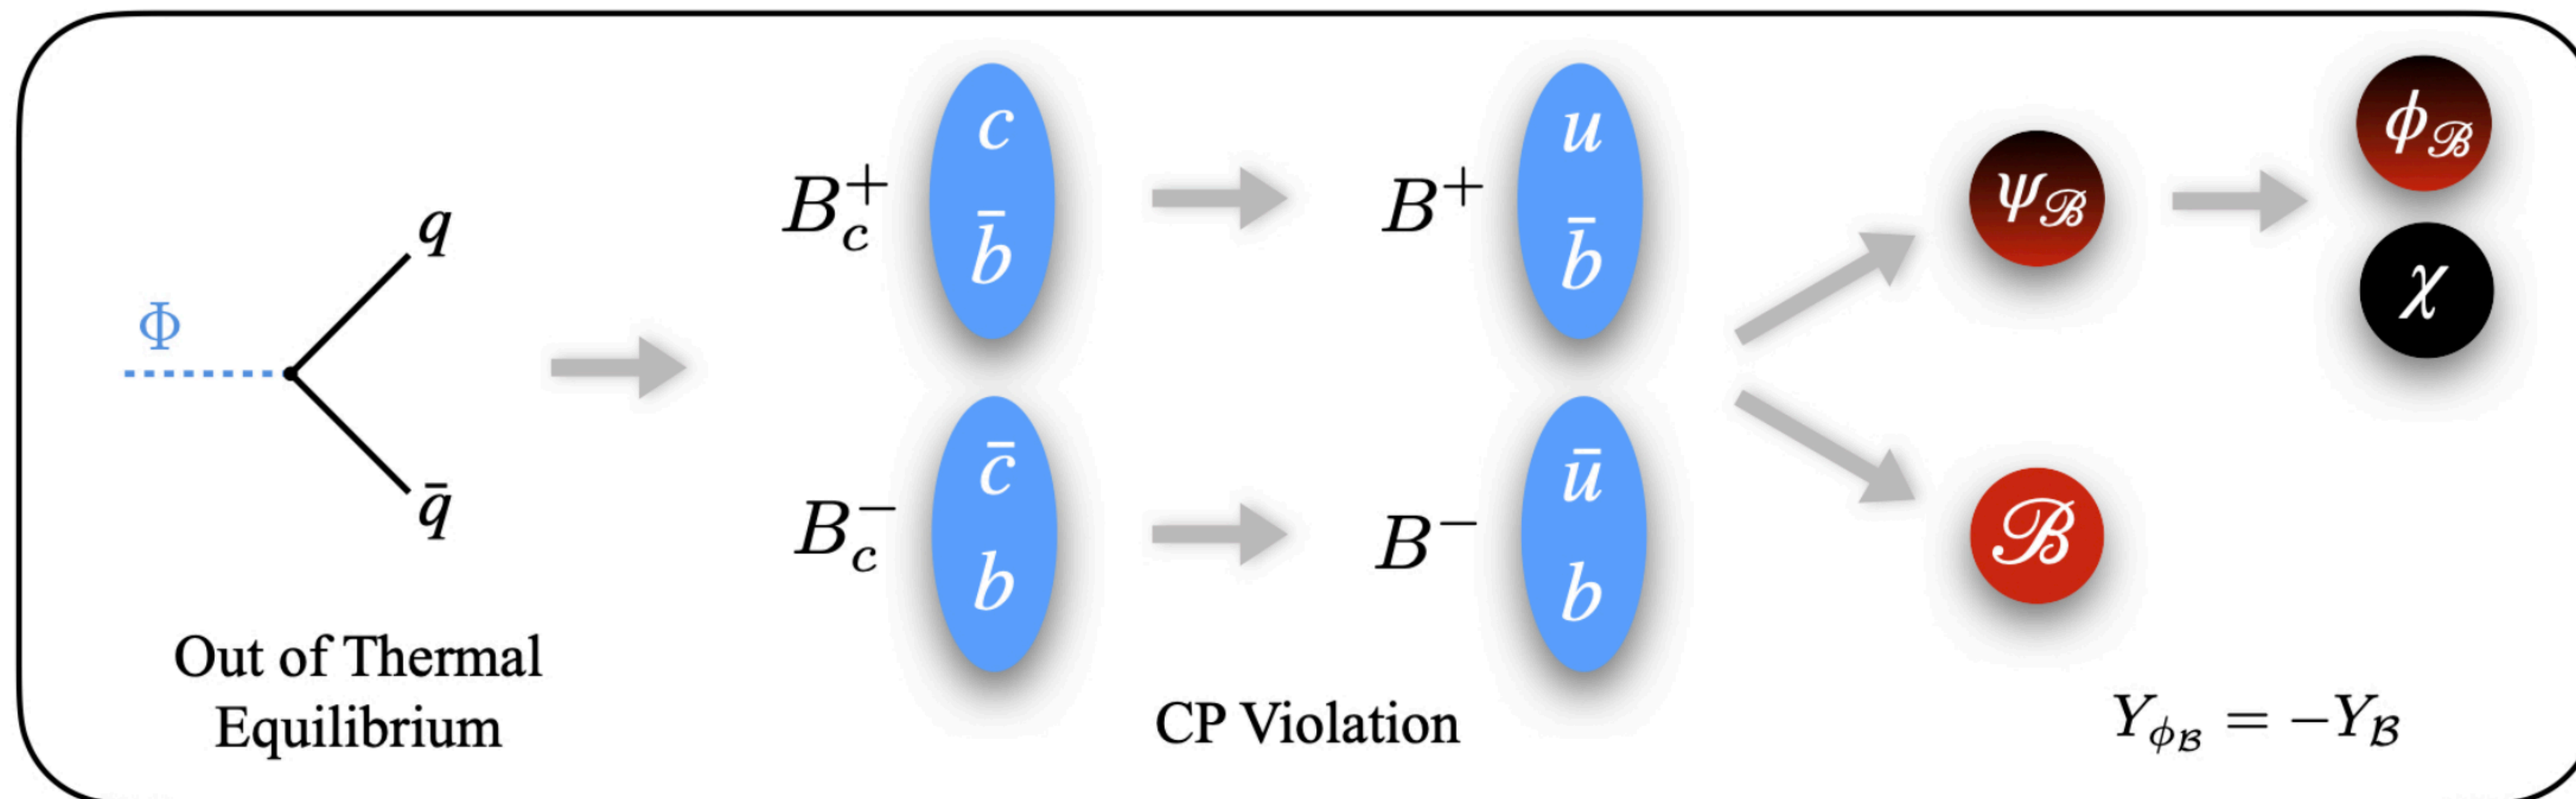 Φ
q
q̄
Out of Thermal
Equilibrium
B_c^+
c
b̄
B^+
u
b̄
B_c^-
c̄
b
B^-
ū
b
CP Violation
ψ_ℬ
ϕ_ℬ
χ
ℬ
Y_{ϕ_ℬ} = −Y_ℬ